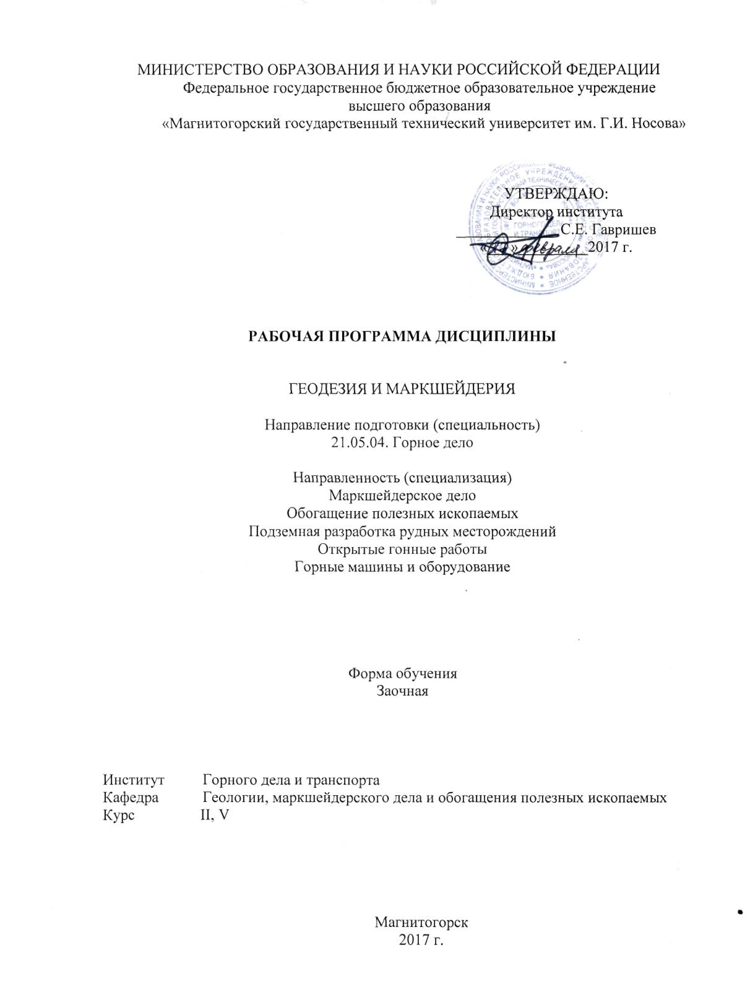 МИНИСТЕРСТВО ОБРАЗОВАНИЯ И НАУКИ РОССИЙСКОЙ ФЕДЕРАЦИИ
Федеральное государственное бюджетное образовательное учреждение
высшего образования
«Магнитогорский государственный технический университет им. Г.И. Носова»
УТВЕРЖДАЮ:
Директор института
С.Е. Гавришев
« » февраля 2017 г.
РАБОЧАЯ ПРОГРАММА ДИСЦИПЛИНЫ
ГЕОДЕЗИЯ И МАРКШЕЙДЕРИЯ
Направление подготовки (специальность)
21.05.04. Горное дело
Направленность (специализация)
Маркшейдерское дело
Обогащение полезных ископаемых
Подземная разработка рудных месторождений
Открытые гонные работы
Горные машины и оборудование
Форма обучения
Заочная
Институт Горного дела и транспорта
Кафедра Геологии, маркшейдерского дела и обогащения полезных ископаемых
Курс II, V
Магнитогорск
2017 г.